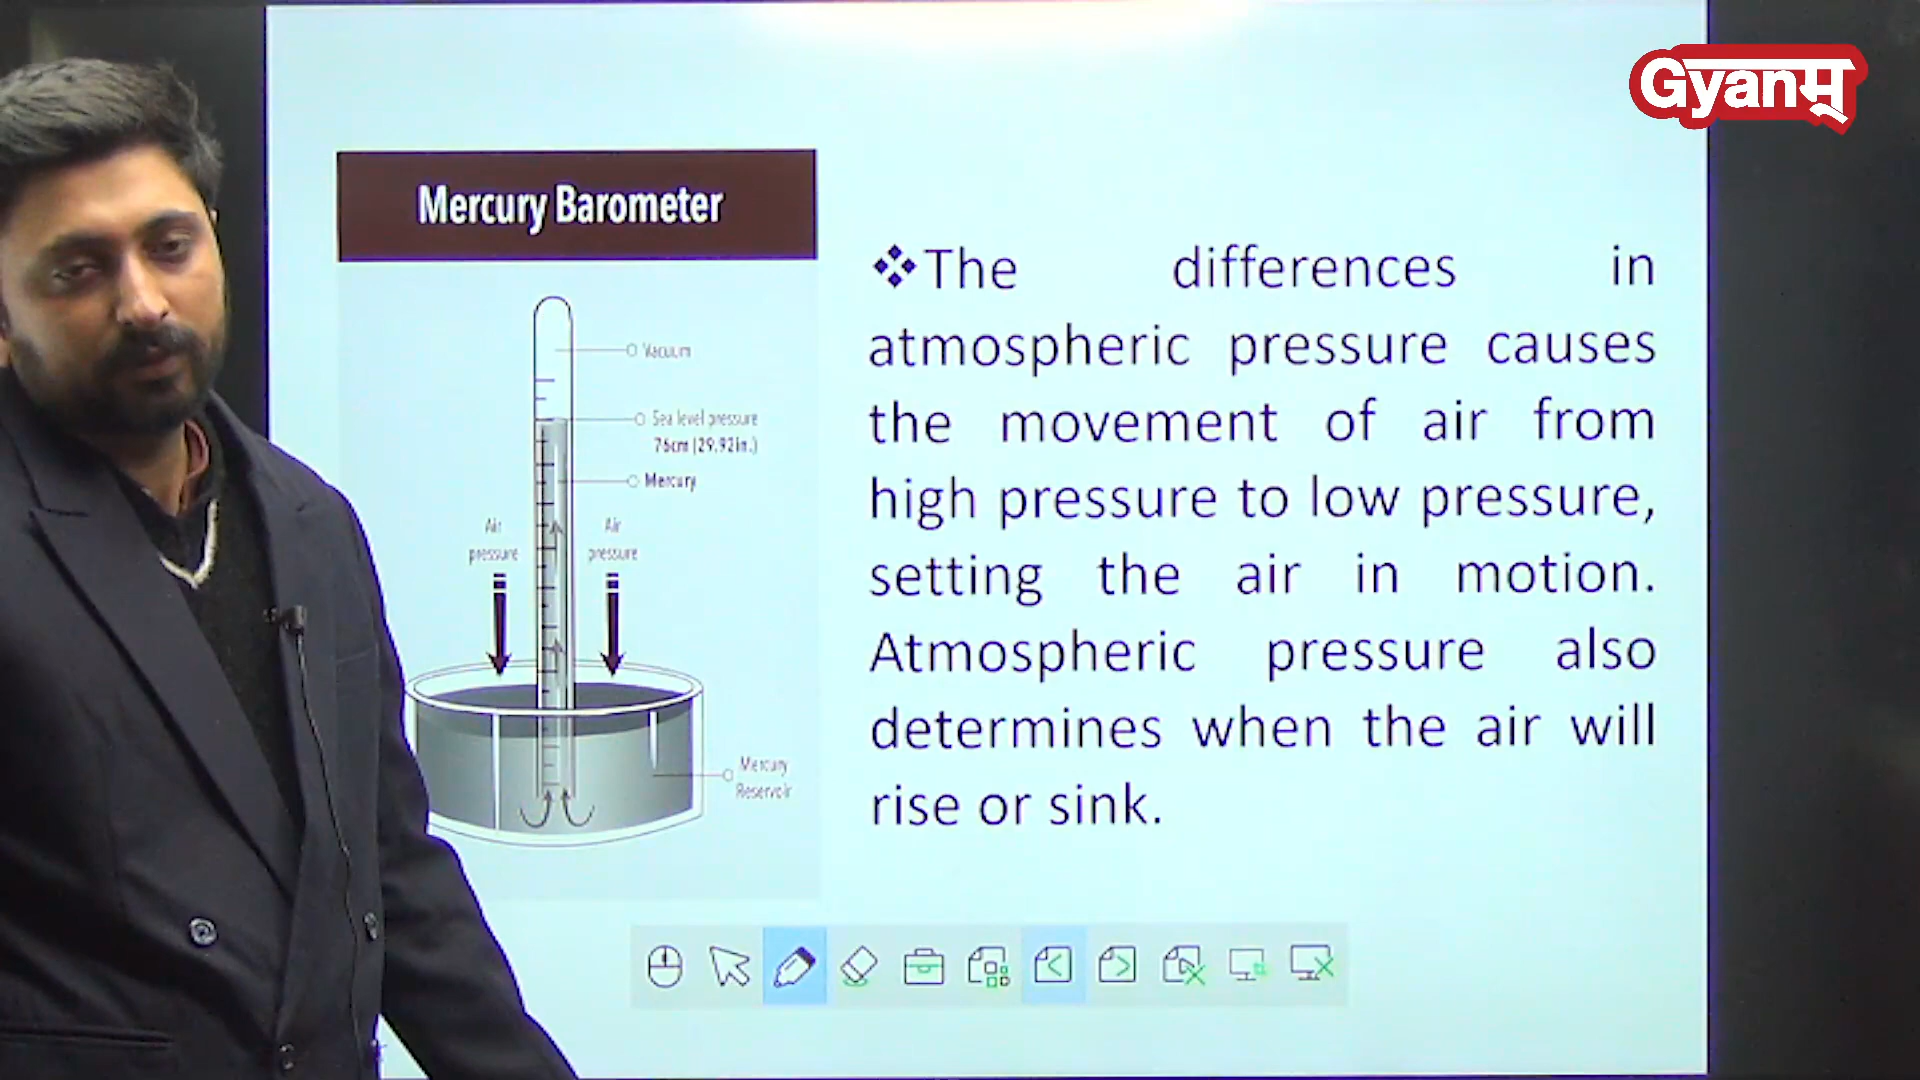 Gyanम्
Mercury Barometer
Vacuum
Sea level pressure
76cm (29.92in.)
Mercury
Air
pressure
Air
pressure
Mercury
Reservoir
❖The differences in
atmospheric pressure causes
the movement of air from
high pressure to low pressure,
setting the air in motion.
Atmospheric pressure also
determines when the air will
rise or sink.